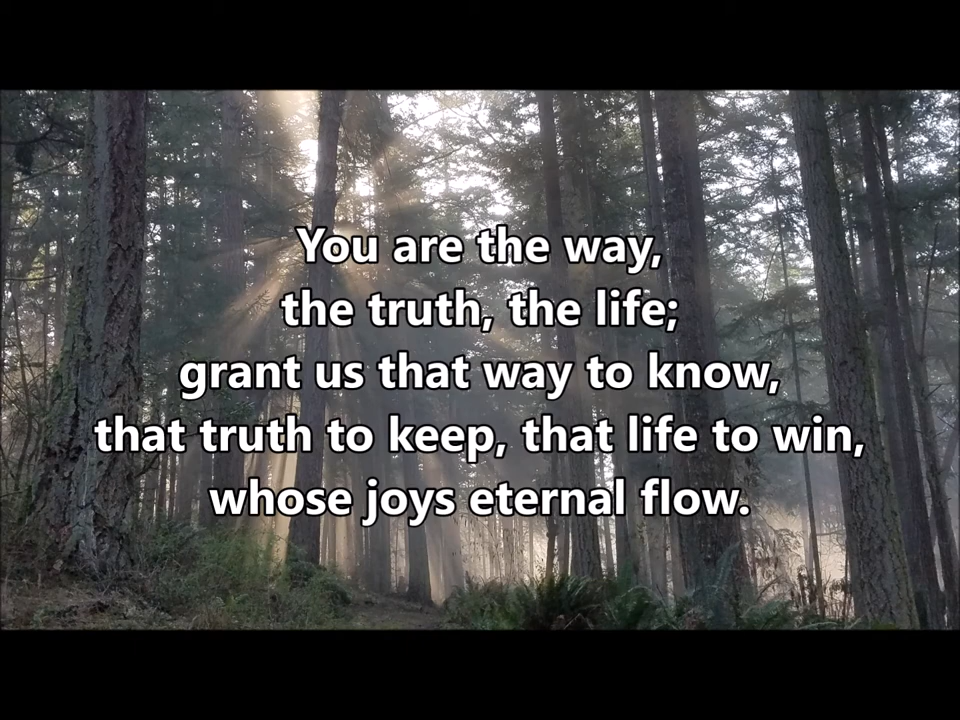 You are the way,
the truth, the life;
grant us that way to know,
that truth to keep, that life to win,
whose joys eternal flow.